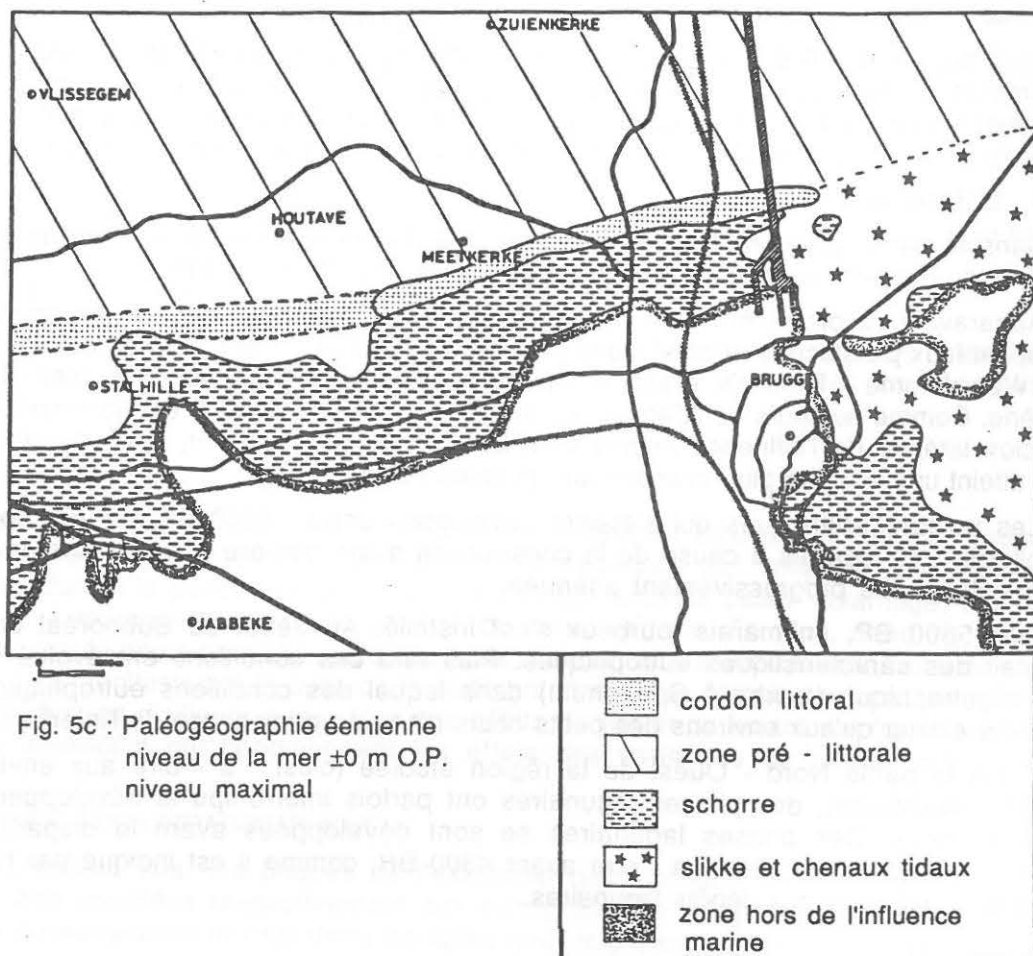 ZUIENKERKE
VLISSEGEM
HOUTAVE
MEETKERKE
STALHILLE
BRUGGE
JABBEKE
Fig. 5c : Paléogéographie éemienne
niveau de la mer ±0 m O.P.
niveau maximal
cordon littoral
zone pré - littorale
schorre
slikke et chenaux tidaux
zone hors de l'influence
marine